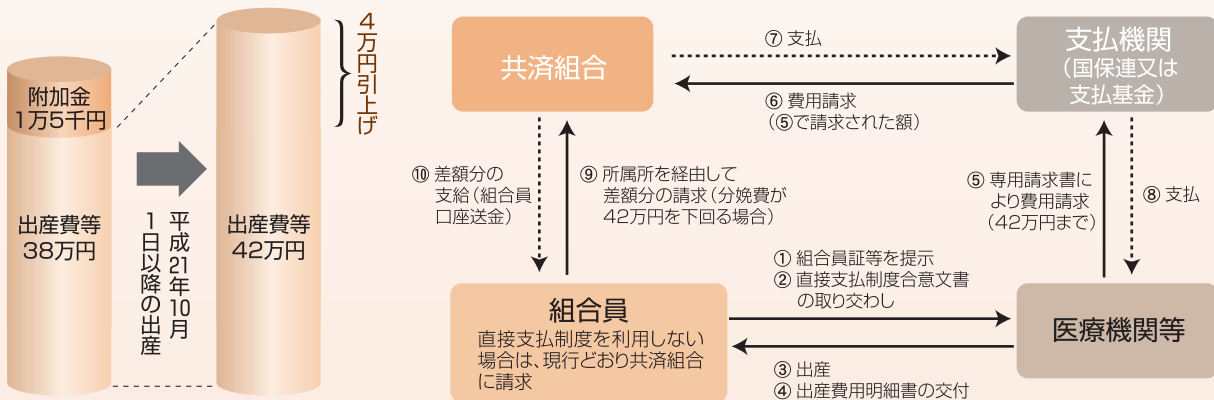 附加金
1万5千円
出産費等
38万円
平成21年10月
1日以降の出産
出産費等
42万円
4万円引上げ
共済組合
⑦ 支払
⑥ 費用請求
(⑤で請求された額)
支払機関
(国保連又は
支払基金)
⑩ 差額分の
支給(組合員
口座送金)
⑨ 所属所を経由して
差額分の請求(分娩費が
42万円を下回る場合)
⑤ 専用請求書に
より費用請求
(42万円まで)
⑧ 支払
① 組合員証等を提示
② 直接支払制度合意文書
の取り交わし
組合員
直接支払制度を利用しない
場合は、現行どおり共済組合
に請求
医療機関等
③ 出産
④ 出産費用明細書の交付